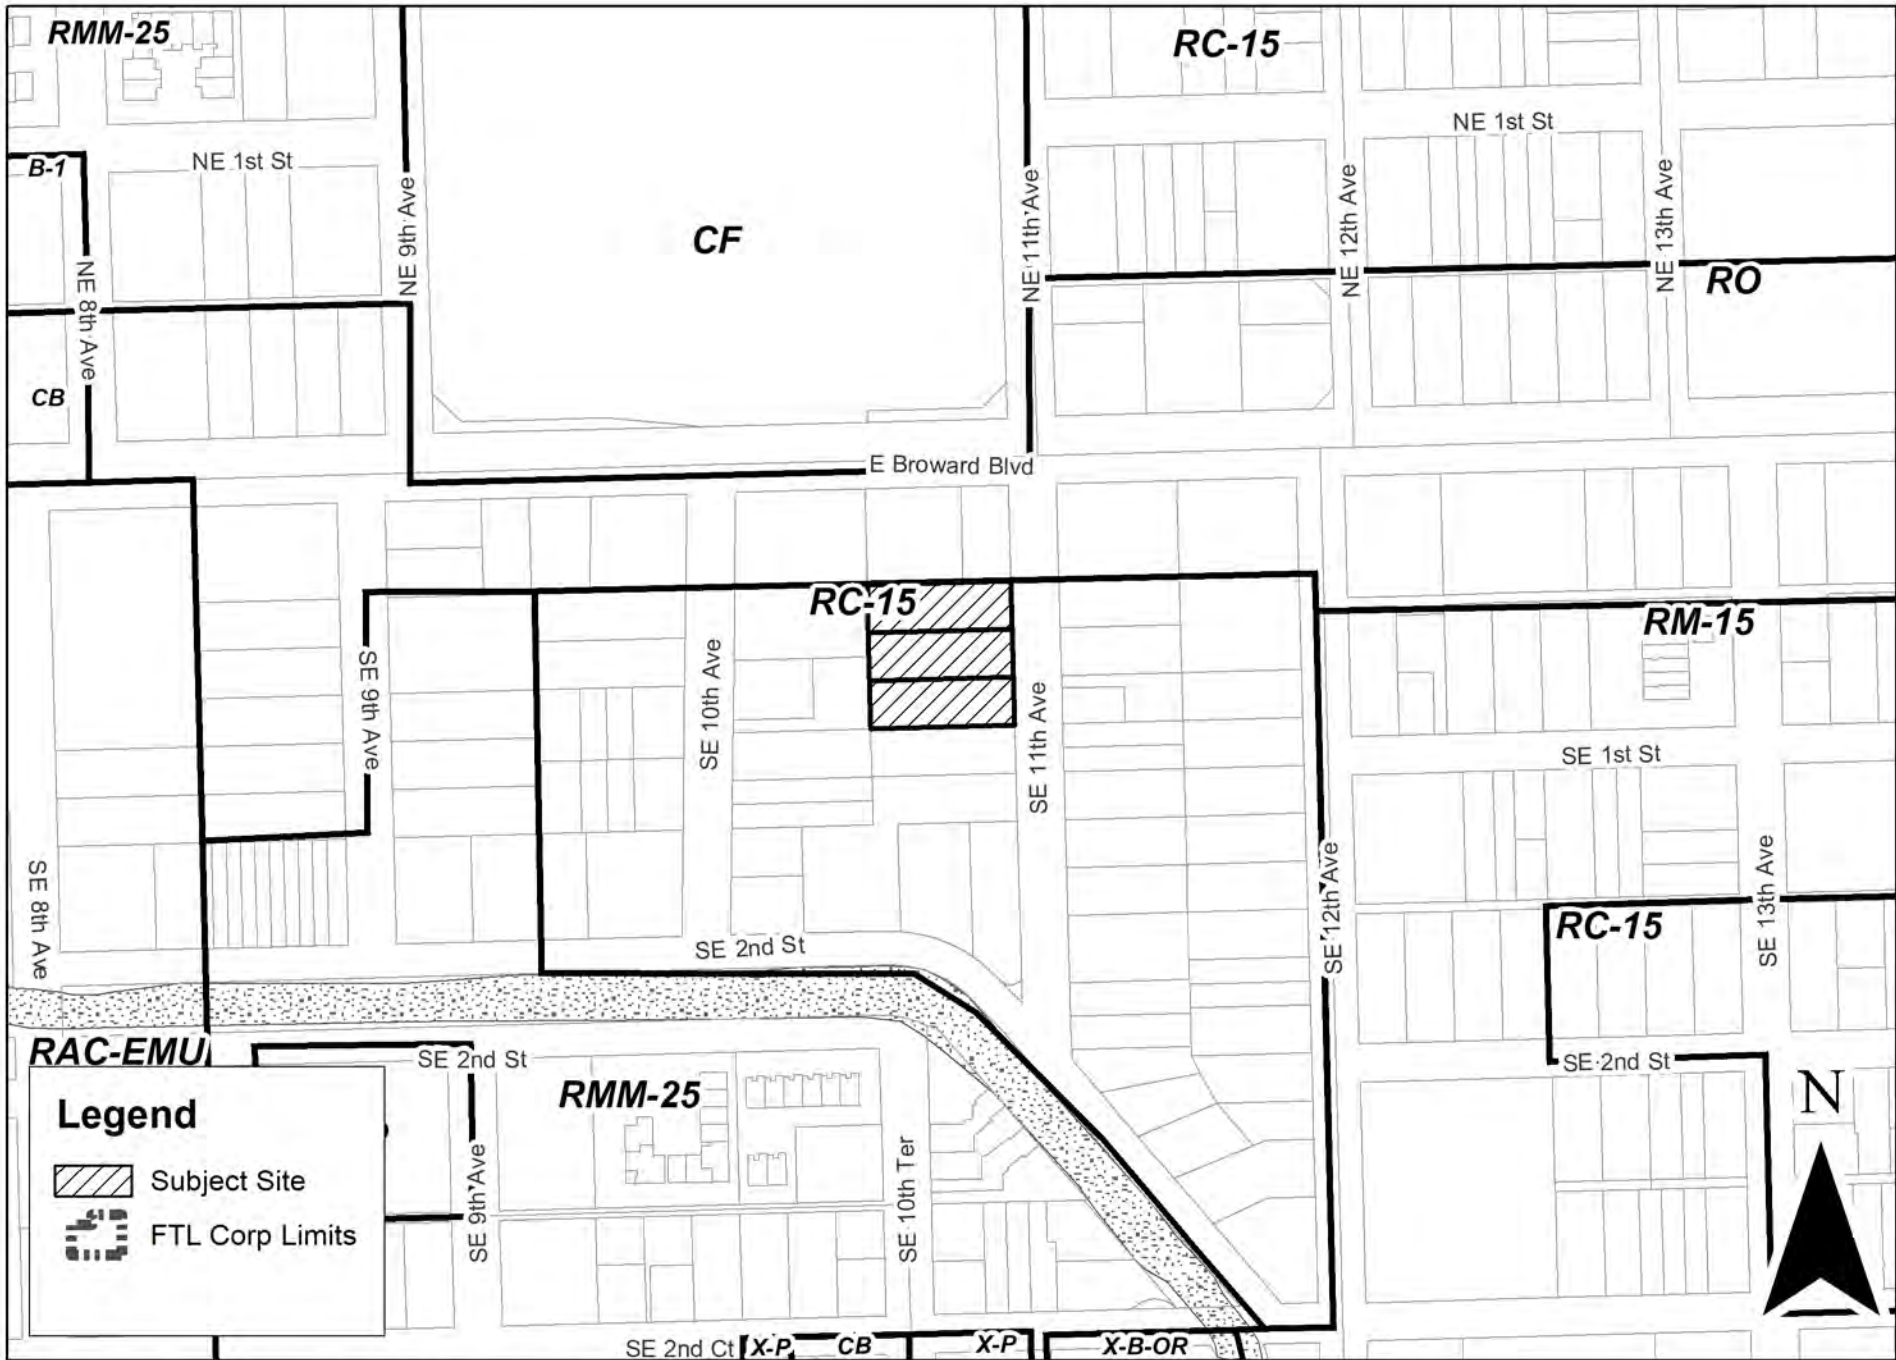 RMM-25
RC-15
NE 1st St
NE 1st St
B-1
NE 9th Ave
CF
NE 11th Ave
NE 12th Ave
NE 13th Ave
RO
NE 8th Ave
CB
E Broward Blvd
RC-15
RM-15
SE 9th Ave
SE 10th Ave
SE 11th Ave
SE 1st St
SE 8th Ave
SE 12th Ave
SE 13th Ave
RC-15
SE 2nd St
RAC-EMU
SE 2nd St
SE 2nd St
RMM-25
N
Legend
Subject Site
FTL Corp Limits
SE 9th Ave
SE 10th Ter
SE 2nd Ct
X-P
CB
X-P
X-B-OR